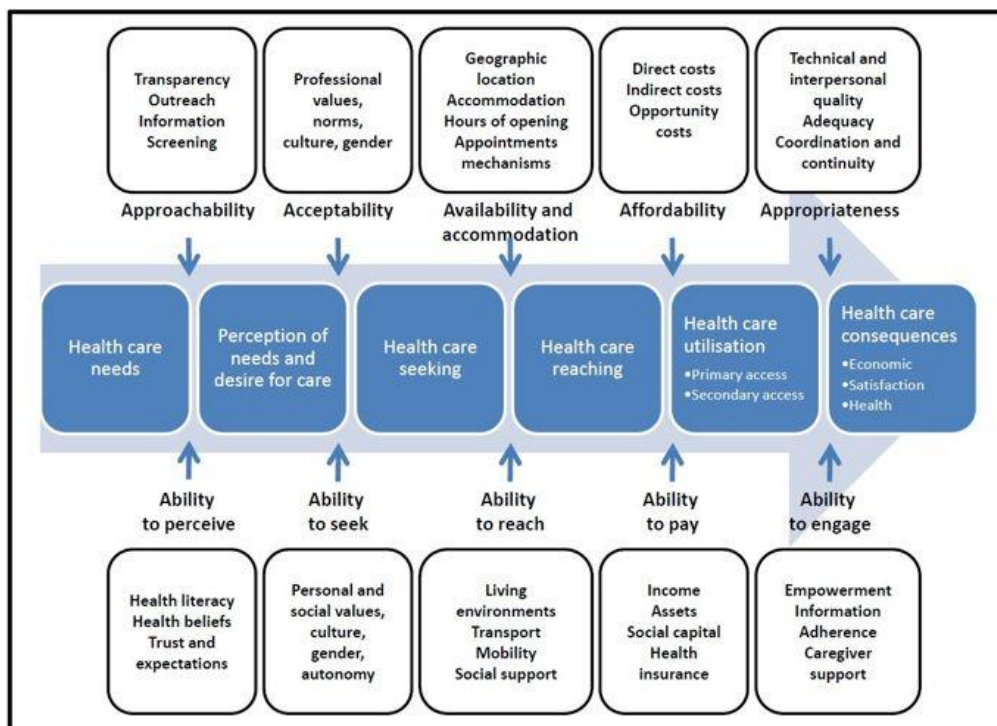 Transparency
Outreach
Information
Screening
Professional
values,
norms,
culture, gender
Geographic
location
Accommodation
Hours of opening
Appointments
mechanisms
Direct costs
Indirect costs
Opportunity
costs
Technical and
interpersonal
quality
Adequacy
Coordination and
continuity
Approachability
Acceptability
Availability and
accommodation
Affordability
Appropriateness
Health care
needs
Perception of
needs and
desire for care
Health care
seeking
Health care
reaching
Health care
utilisation
•Primary access
•Secondary access
Health care
consequences
•Economic
•Satisfaction
•Health
Ability
to perceive
Ability
to seek
Ability
to reach
Ability
to pay
Ability
to engage
Health literacy
Health beliefs
Trust and
expectations
Personal and
social values,
culture,
gender,
autonomy
Living
environments
Transport
Mobility
Social support
Income
Assets
Social capital
Health
insurance
Empowerment
Information
Adherence
Caregiver
support